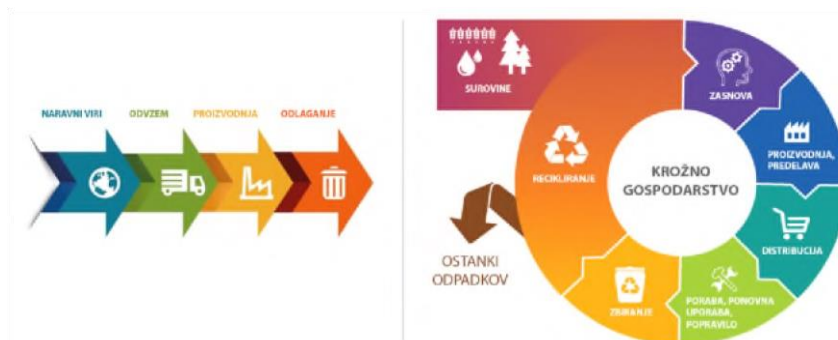 NARAVNI VIRI
ODVZEM
PROIZVODNJA
ODLAGANJE
SUROVINE
ZASNOVA
PROIZVODNJA,
PREDELAVA
DISTRIBUCIJA
PORABA, PONOVNA
UPORABA,
POPRAVILO
ZBIRANJE
RECIKLIRANJE
KROŽNO
GOSPODARSTVO
OSTANKI
ODPADKOV